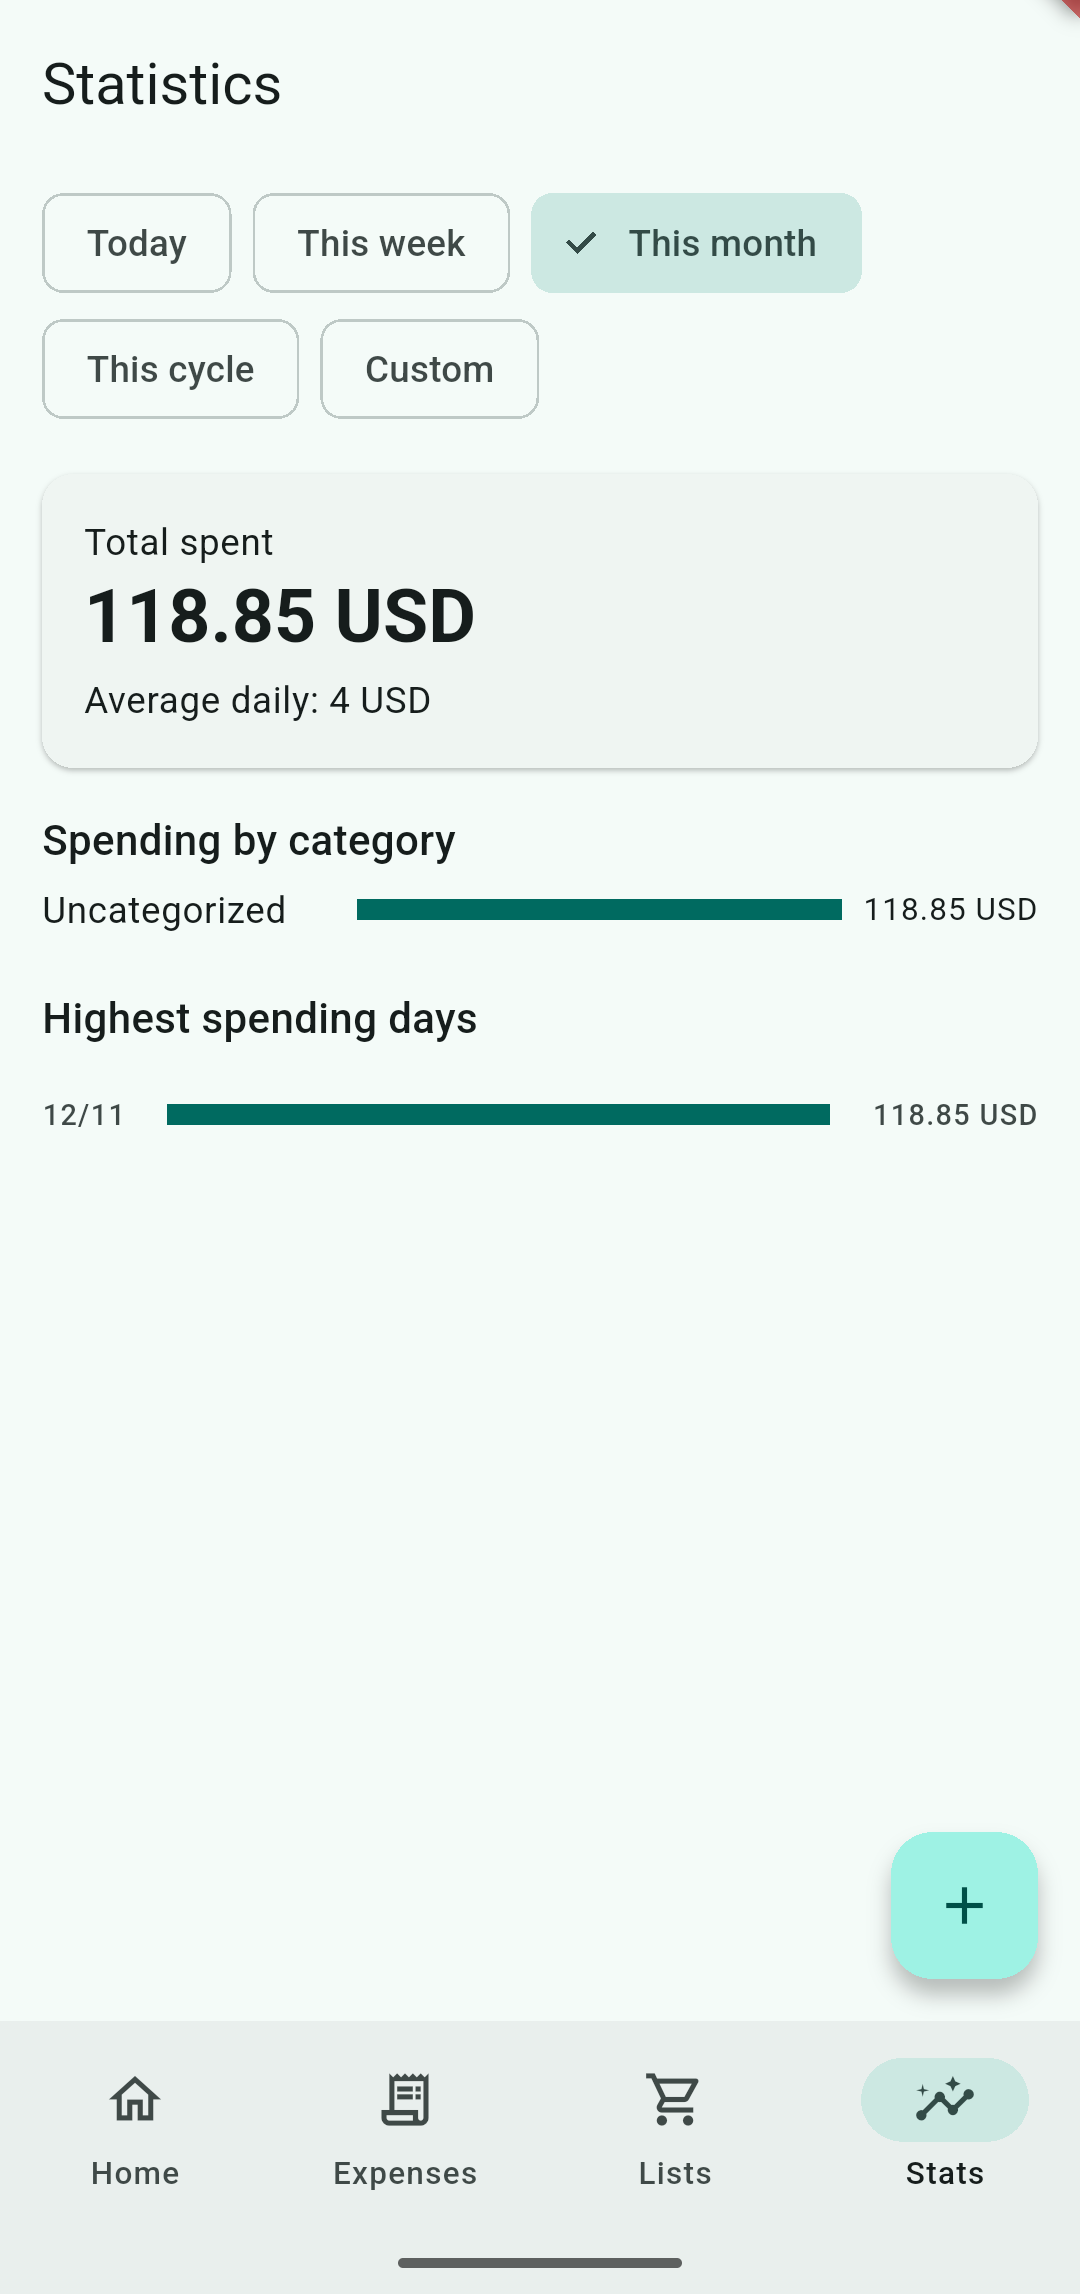 Statistics
Today
This week
This month
This cycle
Custom
Total spent
118.85 USD
Average daily: 4 USD
Spending by category
Uncategorized
118.85 USD
Highest spending days
12/11
118.85 USD
Home
Expenses
Lists
Stats